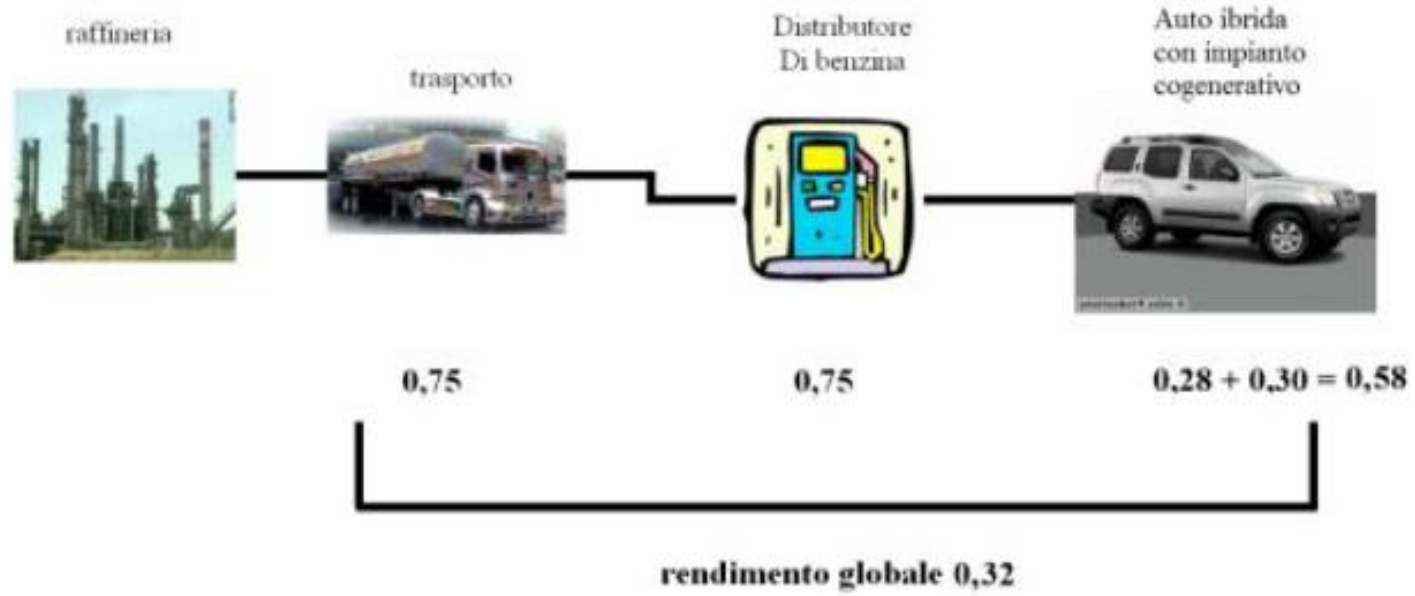 raffineria
trasporto
Distributore
Di benzina
Auto ibrida
con impianto
cogenerativo
0,75
0,75
0,28 + 0,30 = 0,58
rendimento globale 0,32